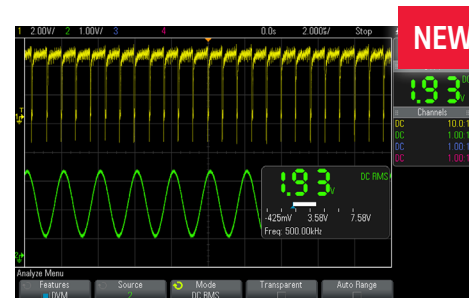 1 2.00V/ 2 1.00V/ 3 4 0.0s 2.000%/ Stop
NEW
1.93 V DC
Channels
DC 10.0:1
DC 1.00:1
DC 1.00:1
DC 1.00:1
1.93 V DC RMS
-425mV 3.58V 7.58V
Freq: 500.00kHz
Analyze Menu
Features Source Mode Transparent Auto Range
DVM 2 DC RMS